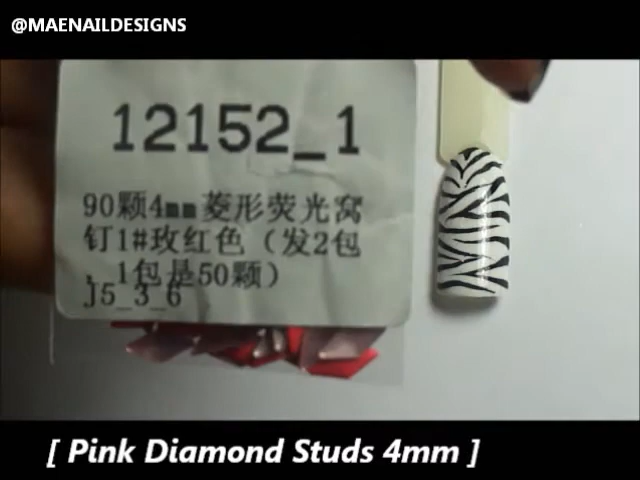 @MAENAILDESIGNS
12152_1
90颗4mm菱形荧光窝
钉1#玫红色（发2包
，1包是50颗）
J5_3_6
[ Pink Diamond Studs 4mm ]